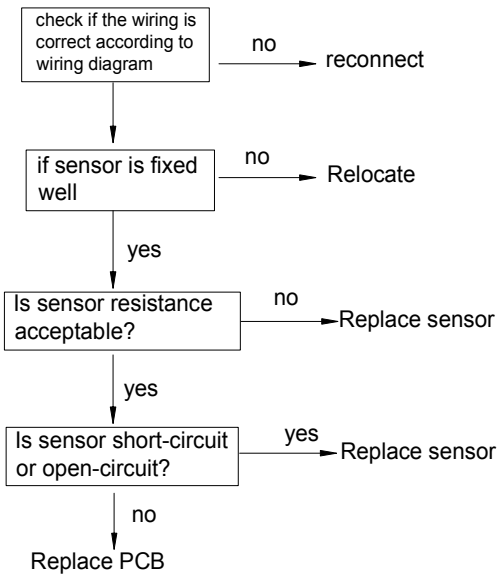 check if the wiring is
correct according to
wiring diagram
no
reconnect
if sensor is fixed
well
no
Relocate
yes
Is sensor resistance
acceptable?
no
Replace sensor
yes
Is sensor short-circuit
or open-circuit?
yes
Replace sensor
no
Replace PCB